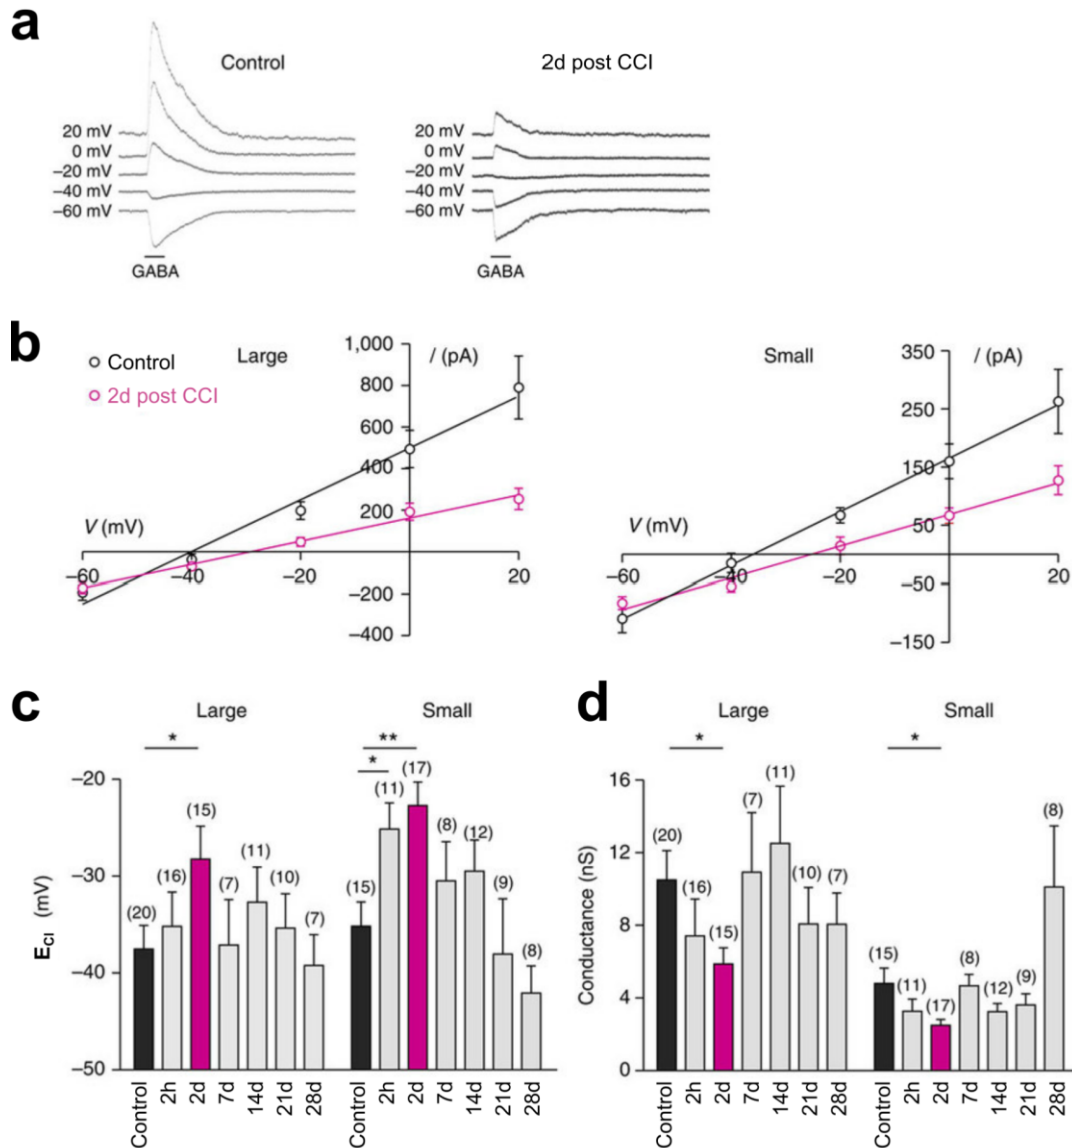 a
Control
2d post CCI
20 mV
0 mV
−20 mV
−40 mV
−60 mV
GABA
20 mV
0 mV
−20 mV
−40 mV
−60 mV
GABA
b
Control
2d post CCI
Large
I (pA)
1,000
800
600
400
200
−200
−400
V (mV)
−60
−40
−20
20
Small
I (pA)
350
250
150
50
−50
−150
V (mV)
−60
−40
−20
20
c
Large
Small
*
**
*
E_Cl (mV)
−20
−30
−40
−50
(20)
(16)
(15)
(7)
(11)
(10)
(7)
(15)
(11)
(17)
(8)
(12)
(9)
(8)
Control
2h
2d
7d
14d
21d
28d
Control
2h
2d
7d
14d
21d
28d
d
Large
Small
*
*
Conductance (nS)
16
12
8
4
0
(20)
(16)
(15)
(7)
(11)
(10)
(7)
(15)
(11)
(17)
(8)
(12)
(9)
(8)
Control
2h
2d
7d
14d
21d
28d
Control
2h
2d
7d
14d
21d
28d